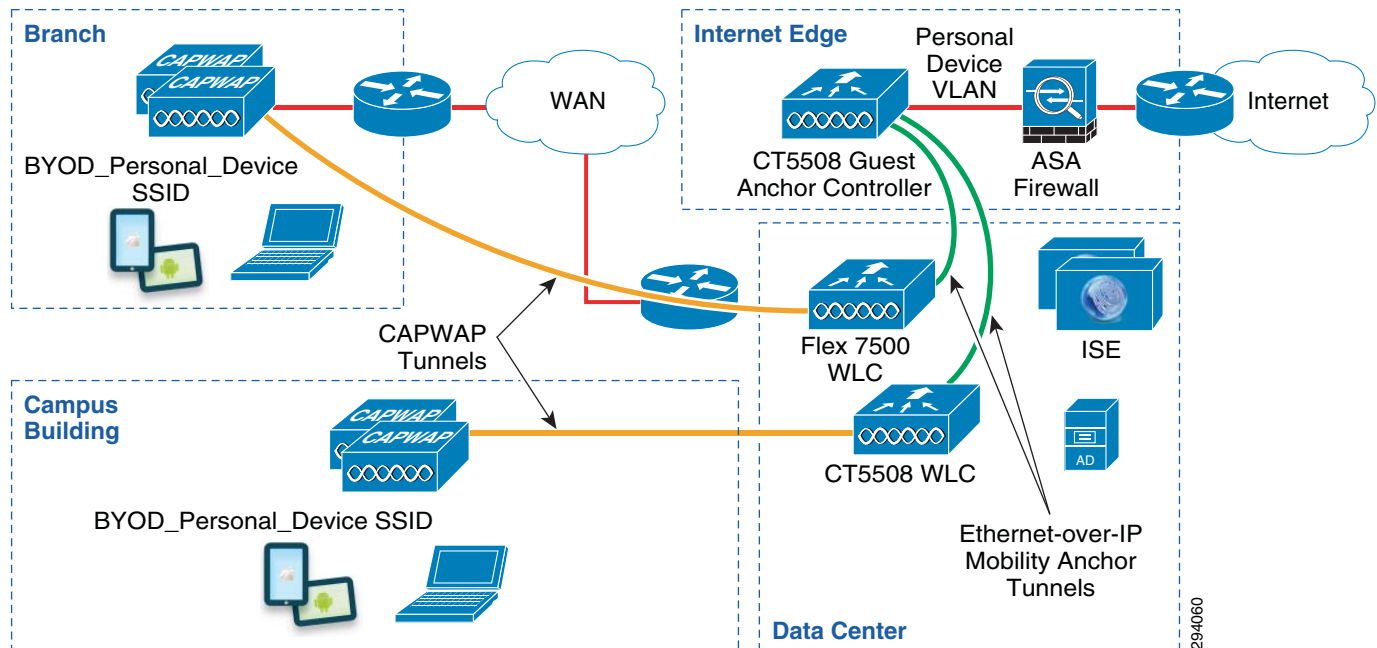 Branch
CAPWAP
CAPWAP
BYOD_Personal_Device
SSID
WAN
Internet Edge
Personal
Device
VLAN
CT5508 Guest
Anchor Controller
ASA
Firewall
Internet
CAPWAP
Tunnels
Flex 7500
WLC
ISE
Campus
Building
CAPWAP
CAPWAP
BYOD_Personal_Device SSID
CT5508 WLC
AD
Ethernet-over-IP
Mobility Anchor
Tunnels
Data Center
294060